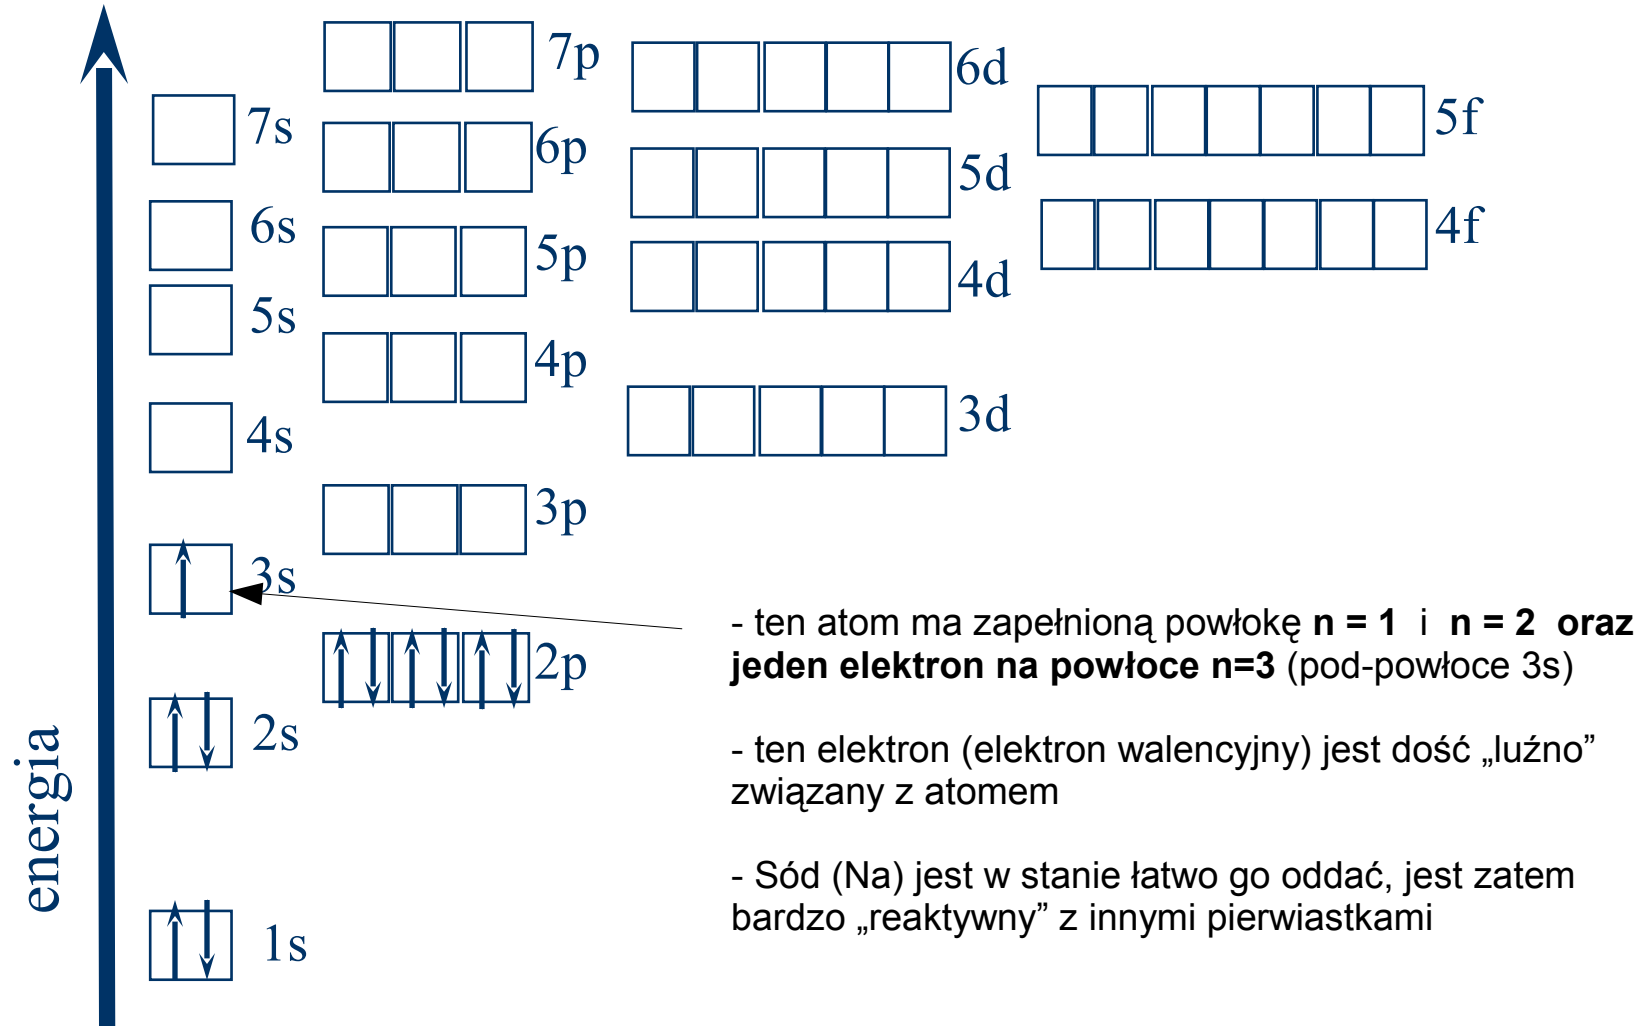 7p
6d
7s
5f
6p
5d
6s
4f
5p
4d
5s
4p
3d
4s
3p
3s
- ten atom ma zapełnioną powłokę n = 1 i n = 2 oraz
jeden elektron na powłoce n=3 (pod-powłoce 3s)
2p
2s
- ten elektron (elektron walencyjny) jest dość „luźno”
związany z atomem
energia
- Sód (Na) jest w stanie łatwo go oddać, jest zatem
bardzo „reaktywny” z innymi pierwiastkami
1s